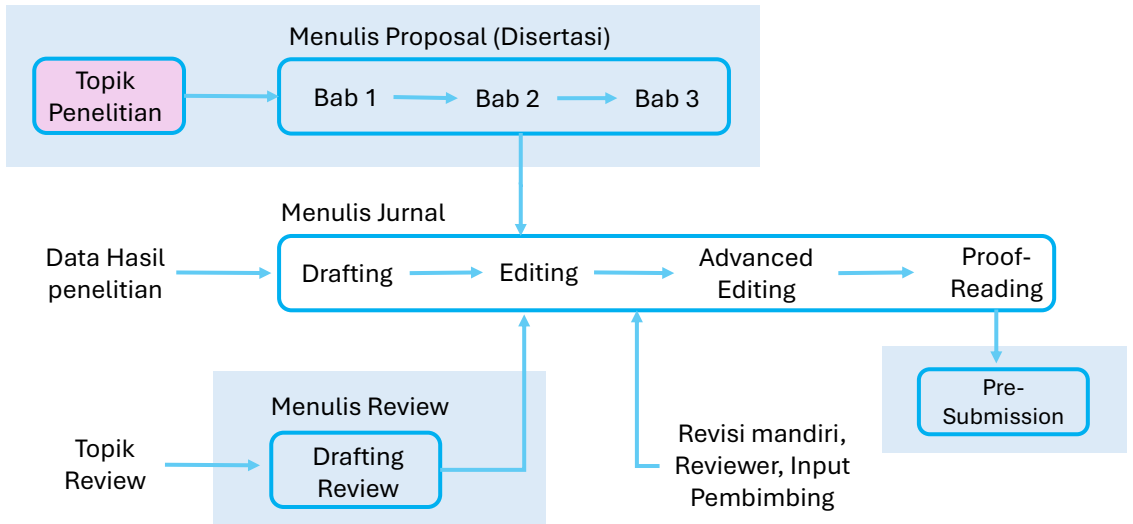 Menulis Proposal (Disertasi)
Topik
Penelitian
Bab 1
Bab 2
Bab 3
Menulis Jurnal
Data Hasil
penelitian
Drafting
Editing
Advanced
Editing
Proof-
Reading
Pre-
Submission
Menulis Review
Topik
Review
Drafting
Review
Revisi mandiri,
Reviewer, Input
Pembimbing